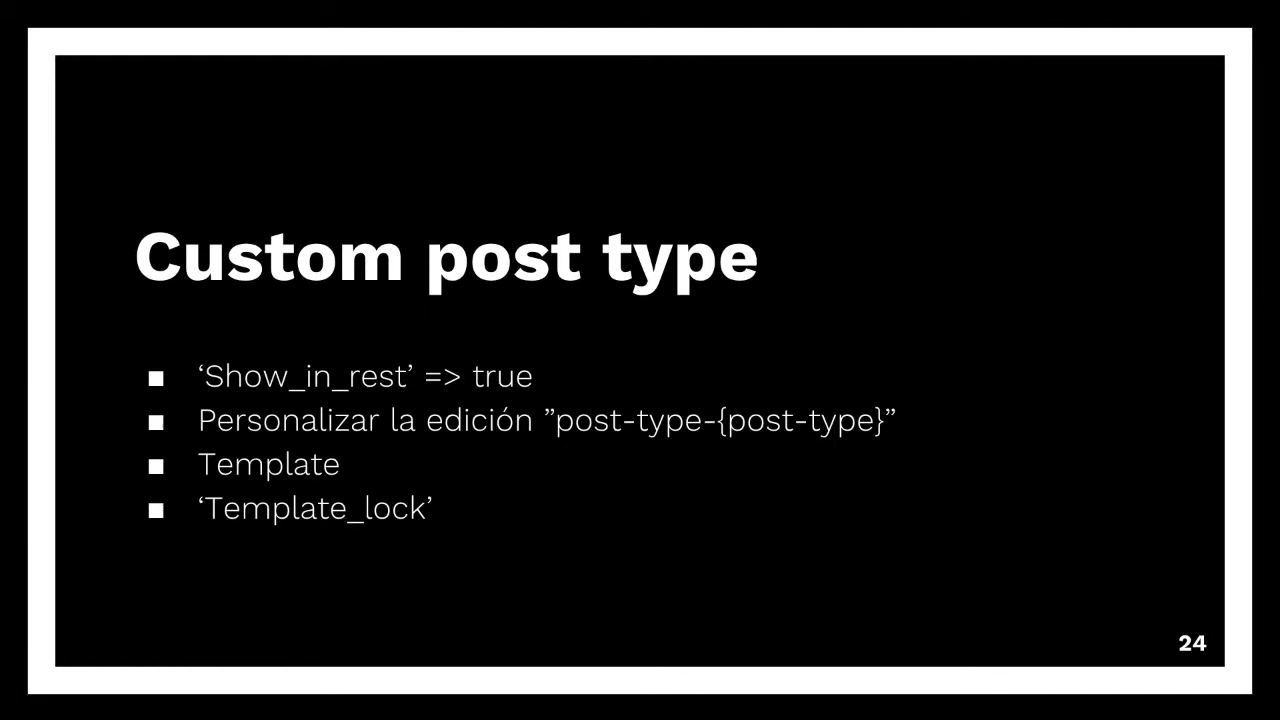 Custom post type
▪ ‘Show_in_rest’ => true
▪ Personalizar la edición ”post-type-{post-type}”
▪ Template
▪ ‘Template_lock’
24